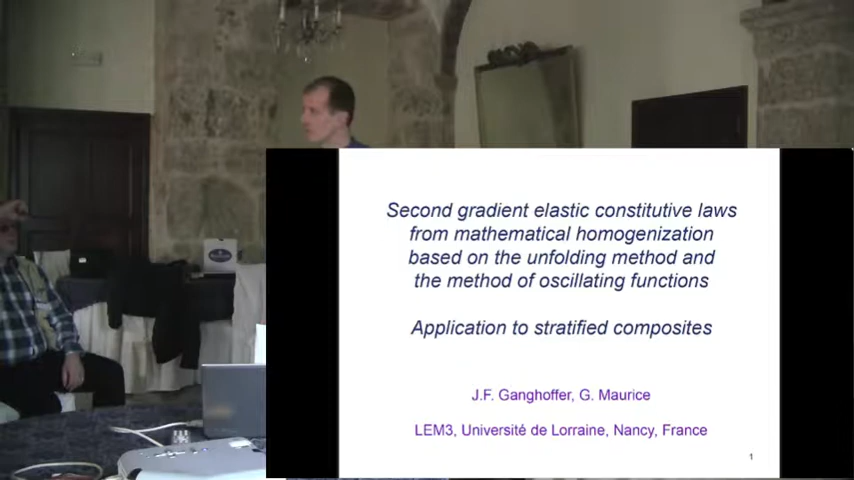 Second gradient elastic constitutive laws
from mathematical homogenization
based on the unfolding method and
the method of oscillating functions
Application to stratified composites
J.F. Ganghoffer, G. Maurice
LEM3, Université de Lorraine, Nancy, France
1